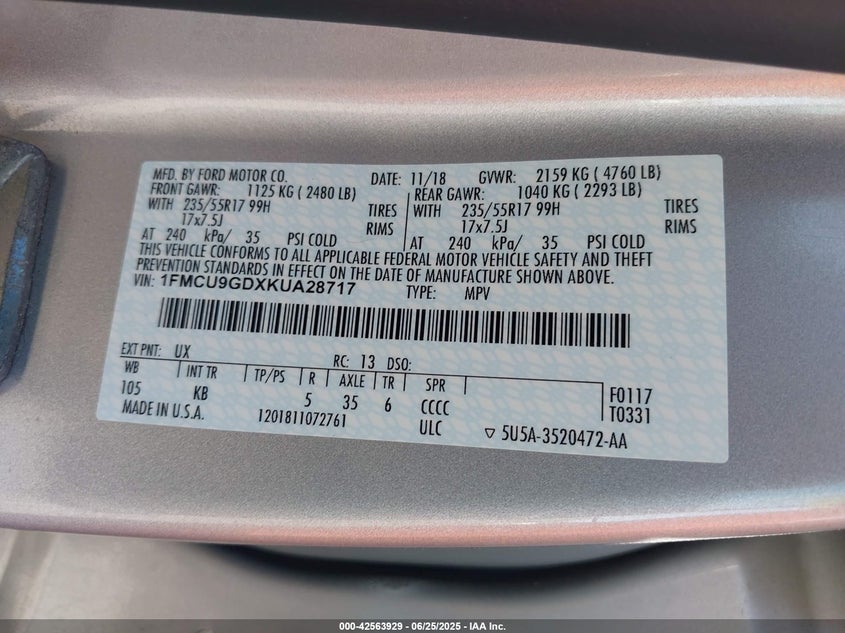 MFD. BY FORD MOTOR CO. DATE: 11/18 GVWR: 2159 KG ( 4760 LB)
FRONT GAWR: 1125 KG ( 2480 LB) REAR GAWR: 1040 KG ( 2293 LB)
WITH 235/55R17 99H TIRES WITH 235/55R17 99H TIRES
17x7.5J RIMS 17x7.5J RIMS
AT 240 kPa/ 35 PSI COLD AT 240 kPa/ 35 PSI COLD
THIS VEHICLE CONFORMS TO ALL APPLICABLE FEDERAL MOTOR VEHICLE SAFETY AND THEFT
PREVENTION STANDARDS IN EFFECT ON THE DATE OF MANUFACTURE SHOWN ABOVE.
VIN: 1FMCU9GDXKUA28717 TYPE: MPV
EXT PNT: UX RC: 13 DSO:
WB INT TR TP/PS R AXLE TR SPR F0117
105 KB 5 35 6 CCCC T0331
MADE IN U.S.A. 1201811072761 ULC ▽ 5U5A-3520472-AA
000-42563929 - 06/25/2025 - IAA Inc.